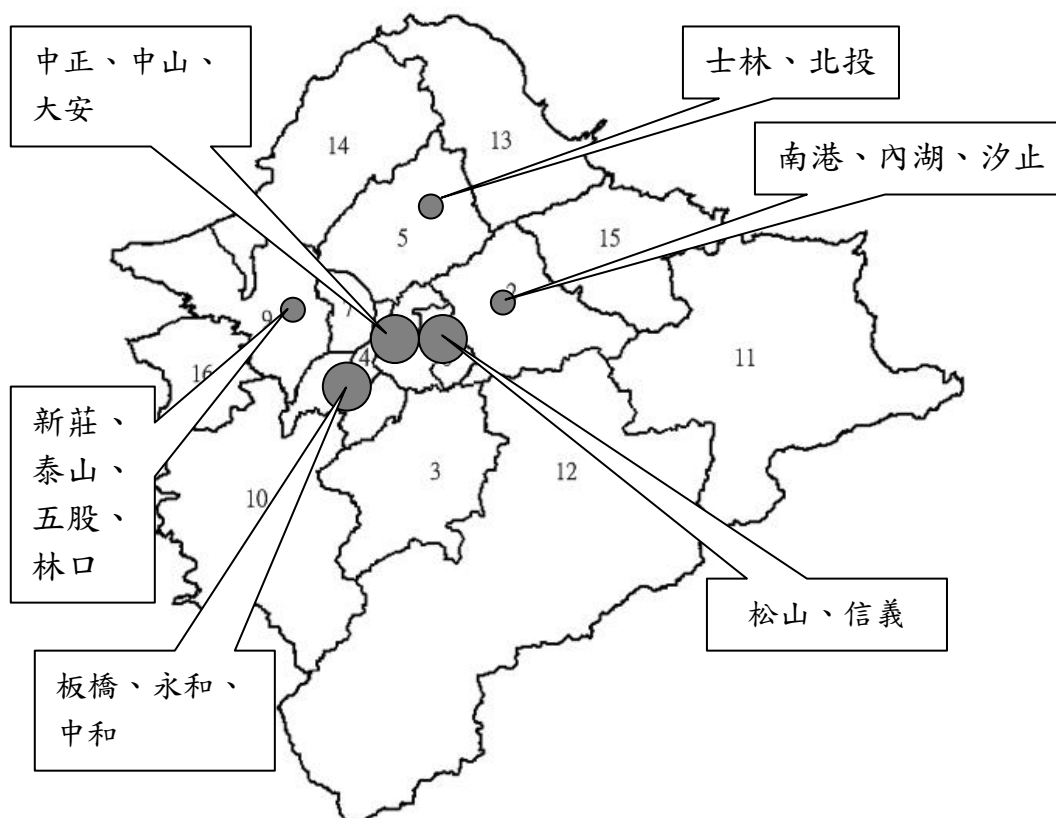 中正、中山、
大安
士林、北投
南港、內湖、汐止
14
13
5
15
2
7
9
4
11
16
新莊、
泰山、
五股、
林口
3
12
10
松山、信義
板橋、永和、
中和